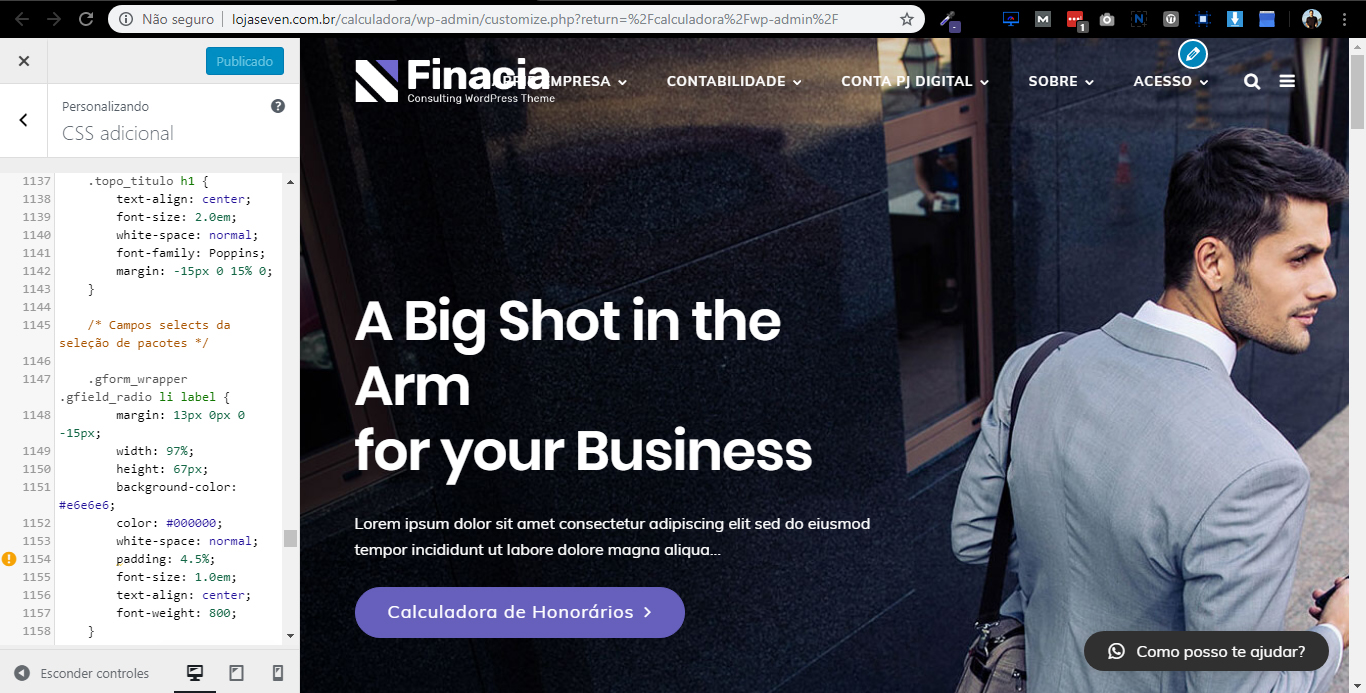 Não seguro lojaseven.com.br/calculadora/wp-admin/customize.php?return=%2Fcalculadora%2Fwp-admin%2F
1
Publicado
Personalizando
CSS adicional
1137 .topo_titulo h1 {
1138 text-align: center;
1139 font-size: 2.0em;
1140 white-space: normal;
1141 font-family: Poppins;
1142 margin: -15px 0 15% 0;
1143 }
1144
1145 /* Campos selects da
seleção de pacotes */
1146
1147 .gform_wrapper
.gfield_radio li label {
1148 margin: 13px 0px 0
-15px;
1149 width: 97%;
1150 height: 67px;
1151 background-color:
#e6e6e6;
1152 color: #000000;
1153 white-space: normal;
1154 padding: 4.5%;
1155 font-size: 1.0em;
1156 text-align: center;
1157 font-weight: 800;
1158 }
Esconder controles
Finacia
Consulting WordPress Theme
EMPRESA
CONTABILIDADE
CONTA PJ DIGITAL
SOBRE
ACESSO
A Big Shot in the
Arm
for your Business
Lorem ipsum dolor sit amet consectetur adipiscing elit sed do eiusmod
tempor incididunt ut labore dolore magna aliqua...
Calculadora de Honorários
Como posso te ajudar?